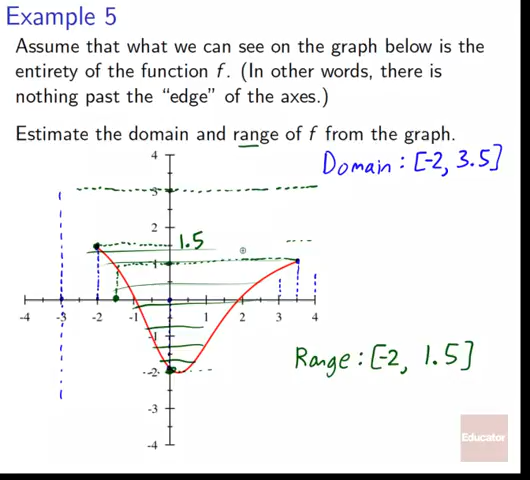 Example 5
Assume that what we can see on the graph below is the
entirety of the function f. (In other words, there is
nothing past the “edge” of the axes.)
Estimate the domain and range of f from the graph.
Domain : [-2, 3.5]
4
3
2
1.5
1
-4 -3 -2 -1 1 2 3 4
-1
-2
Range : [-2, 1.5]
-3
-4
Educator